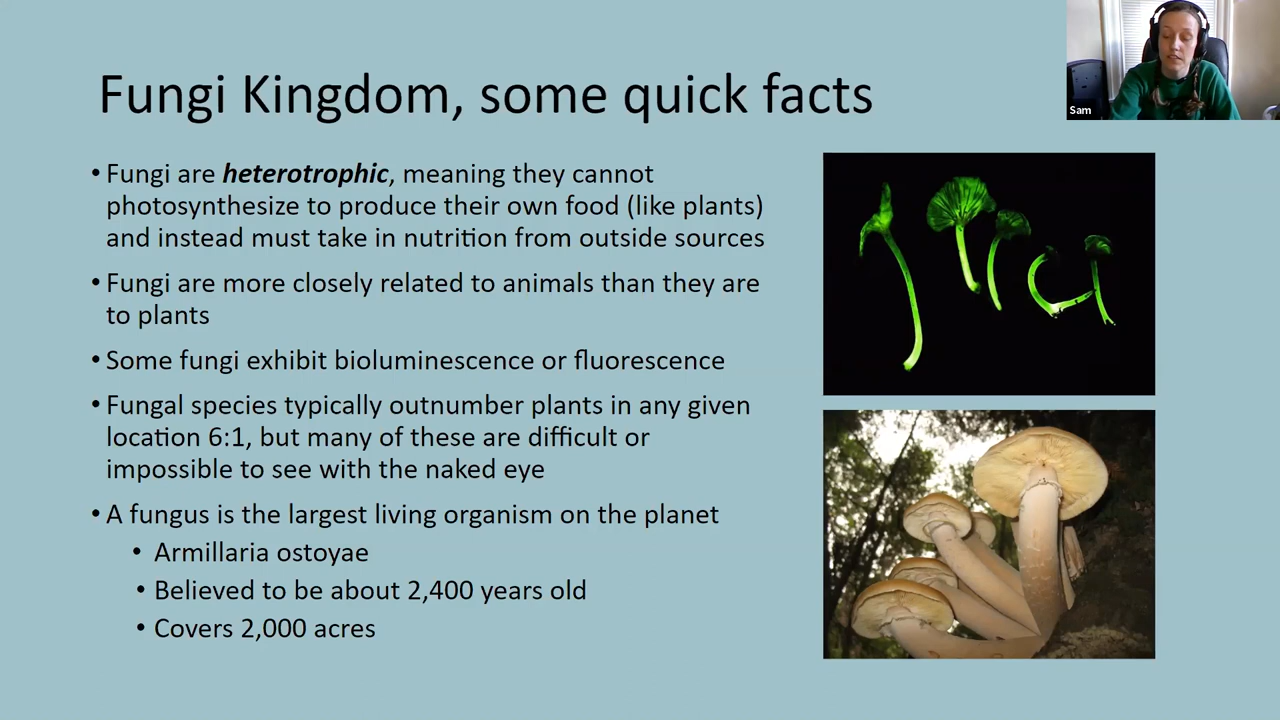 Fungi Kingdom, some quick facts
Sam
• Fungi are heterotrophic, meaning they cannot
photosynthesize to produce their own food (like plants)
and instead must take in nutrition from outside sources
• Fungi are more closely related to animals than they are
to plants
• Some fungi exhibit bioluminescence or fluorescence
• Fungal species typically outnumber plants in any given
location 6:1, but many of these are difficult or
impossible to see with the naked eye
• A fungus is the largest living organism on the planet
• Armillaria ostoyae
• Believed to be about 2,400 years old
• Covers 2,000 acres